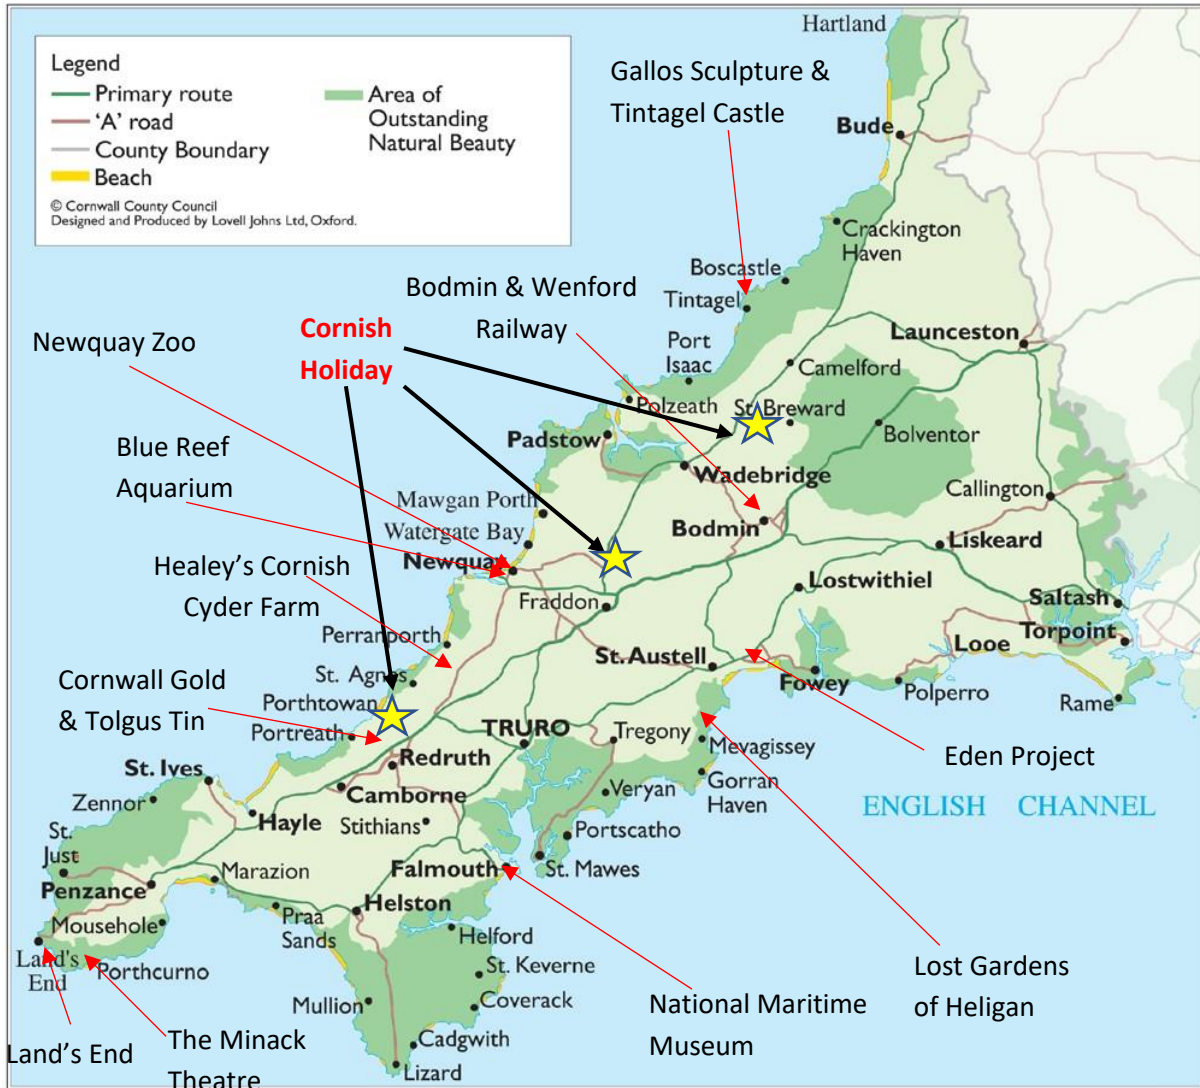 Legend
Primary route
'A' road
County Boundary
Beach
Area of
Outstanding
Natural Beauty
© Cornwall County Council
Designed and Produced by Lovell Johns Ltd, Oxford.
Hartland
Gallos Sculpture &
Tintagel Castle
Bude
Crackington
Haven
Boscastle
Tintagel
Bodmin & Wenford
Railway
Cornish
Holiday
Newquay Zoo
Launceston
Port
Isaac
Camelford
Polzeath
St. Breward
Padstow
Bolventor
Blue Reef
Aquarium
Wadebridge
Mawgan Porth
Callington
Watergate Bay
Bodmin
Newquay
Liskeard
Healey's Cornish
Cyder Farm
Fraddon
Lostwithiel
Saltash
Perranporth
Looe
Torpoint
St. Austell
Fowey
St. Agnes
Polperro
Rame
Cornwall Gold
& Tolgus Tin
Porthtowan
Portreath
TRURO
Tregony
Mevagissey
Eden Project
Redruth
St. Ives
Camborne
Veryan
Gorran
Haven
Zennor
Hayle
Stithians
Portscatho
ENGLISH CHANNEL
St.
Just
Marazion
Falmouth
St. Mawes
Penzance
Helston
Mousehole
Praa
Sands
Helford
Land's
End
Porthcurno
St. Keverne
Lost Gardens
of Heligan
Mullion
Coverack
National Maritime
Museum
Cadgwith
Lizard
Land's End
The Minack
Theatre